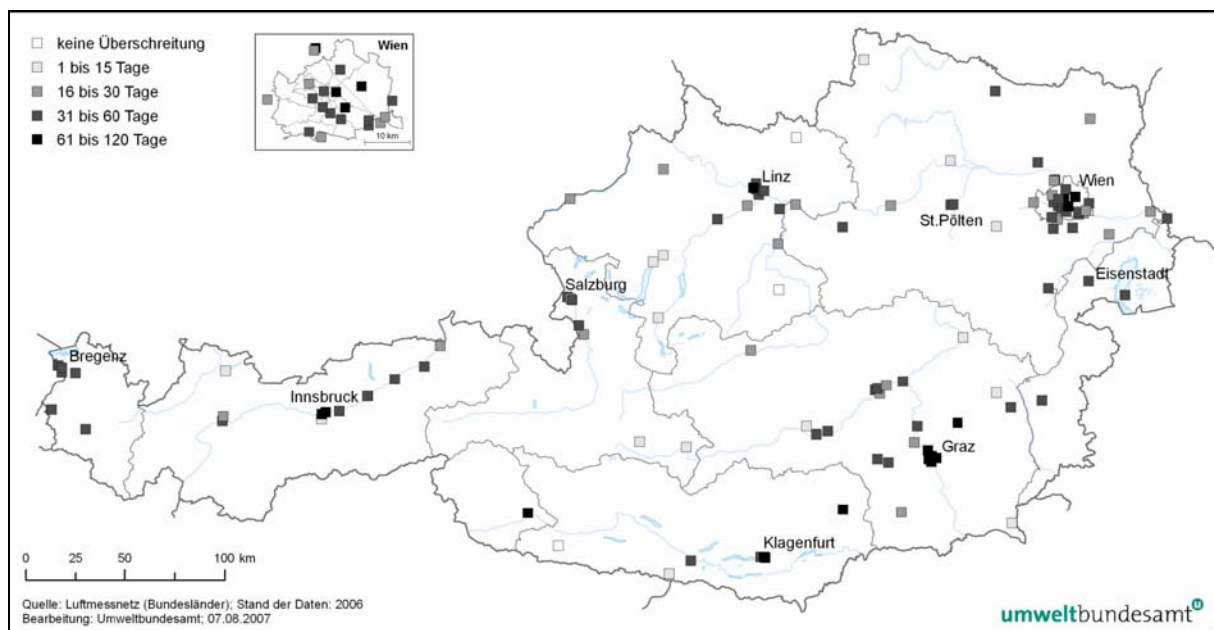 keine Überschreitung
1 bis 15 Tage
16 bis 30 Tage
31 bis 60 Tage
61 bis 120 Tage
Wien
10 km
Linz
Wien
St.Pölten
Salzburg
Eisenstadt
Bregenz
Innsbruck
Graz
Klagenfurt
0 25 50 100 km
Quelle: Luftmessnetz (Bundesländer); Stand der Daten: 2006
Bearbeitung: Umweltbundesamt; 07.08.2007
umweltbundesamt u